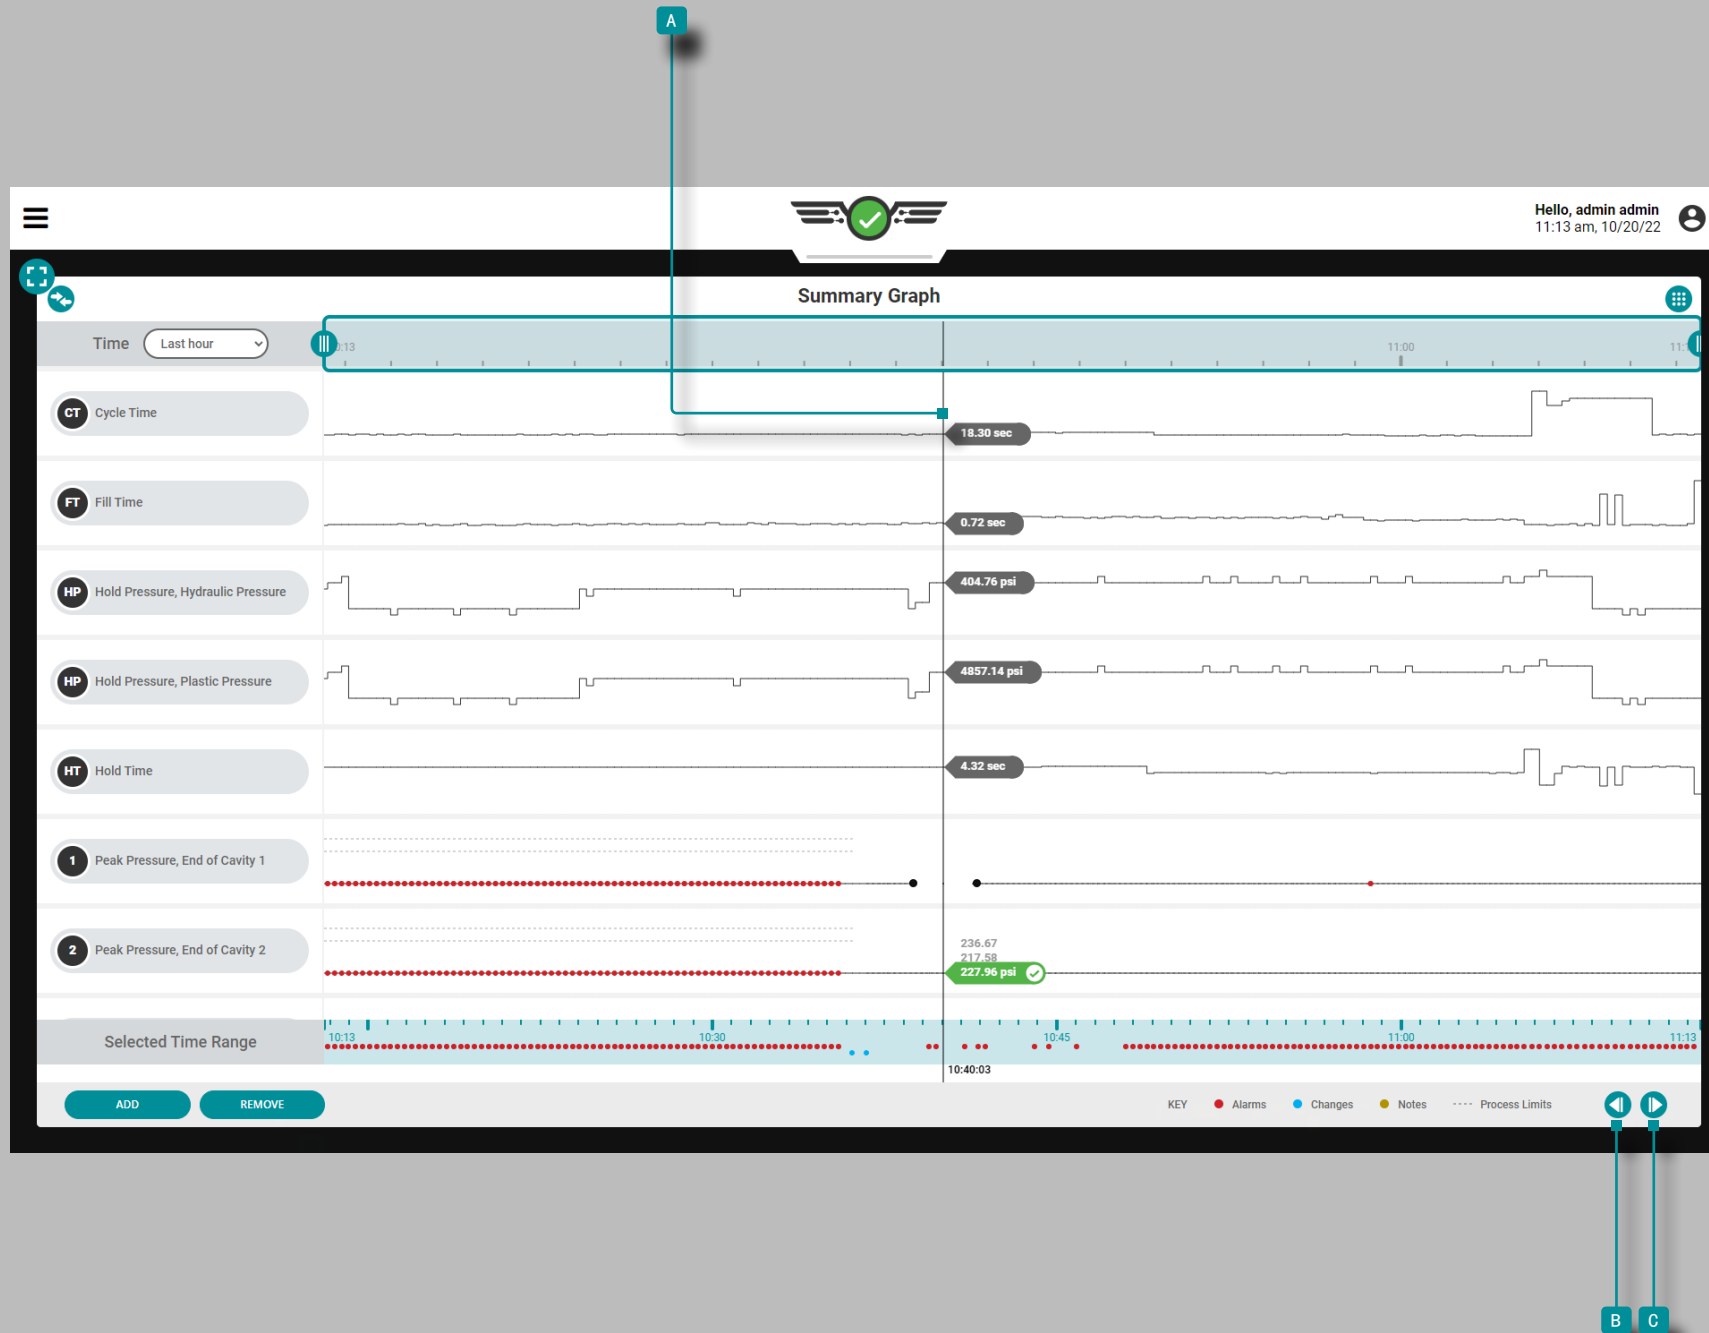 A
Hello, admin admin
11:13 am, 10/20/22
Summary Graph
Time Last hour
:13 11:00 11:1
CT Cycle Time
18.30 sec
FT Fill Time
0.72 sec
HP Hold Pressure, Hydraulic Pressure
404.76 psi
HP Hold Pressure, Plastic Pressure
4857.14 psi
HT Hold Time
4.32 sec
1 Peak Pressure, End of Cavity 1
2 Peak Pressure, End of Cavity 2
236.67
217.58
227.96 psi
Selected Time Range
10:13 10:30 10:45 11:00 11:13
10:40:03
ADD REMOVE
KEY Alarms Changes Notes Process Limits
B C